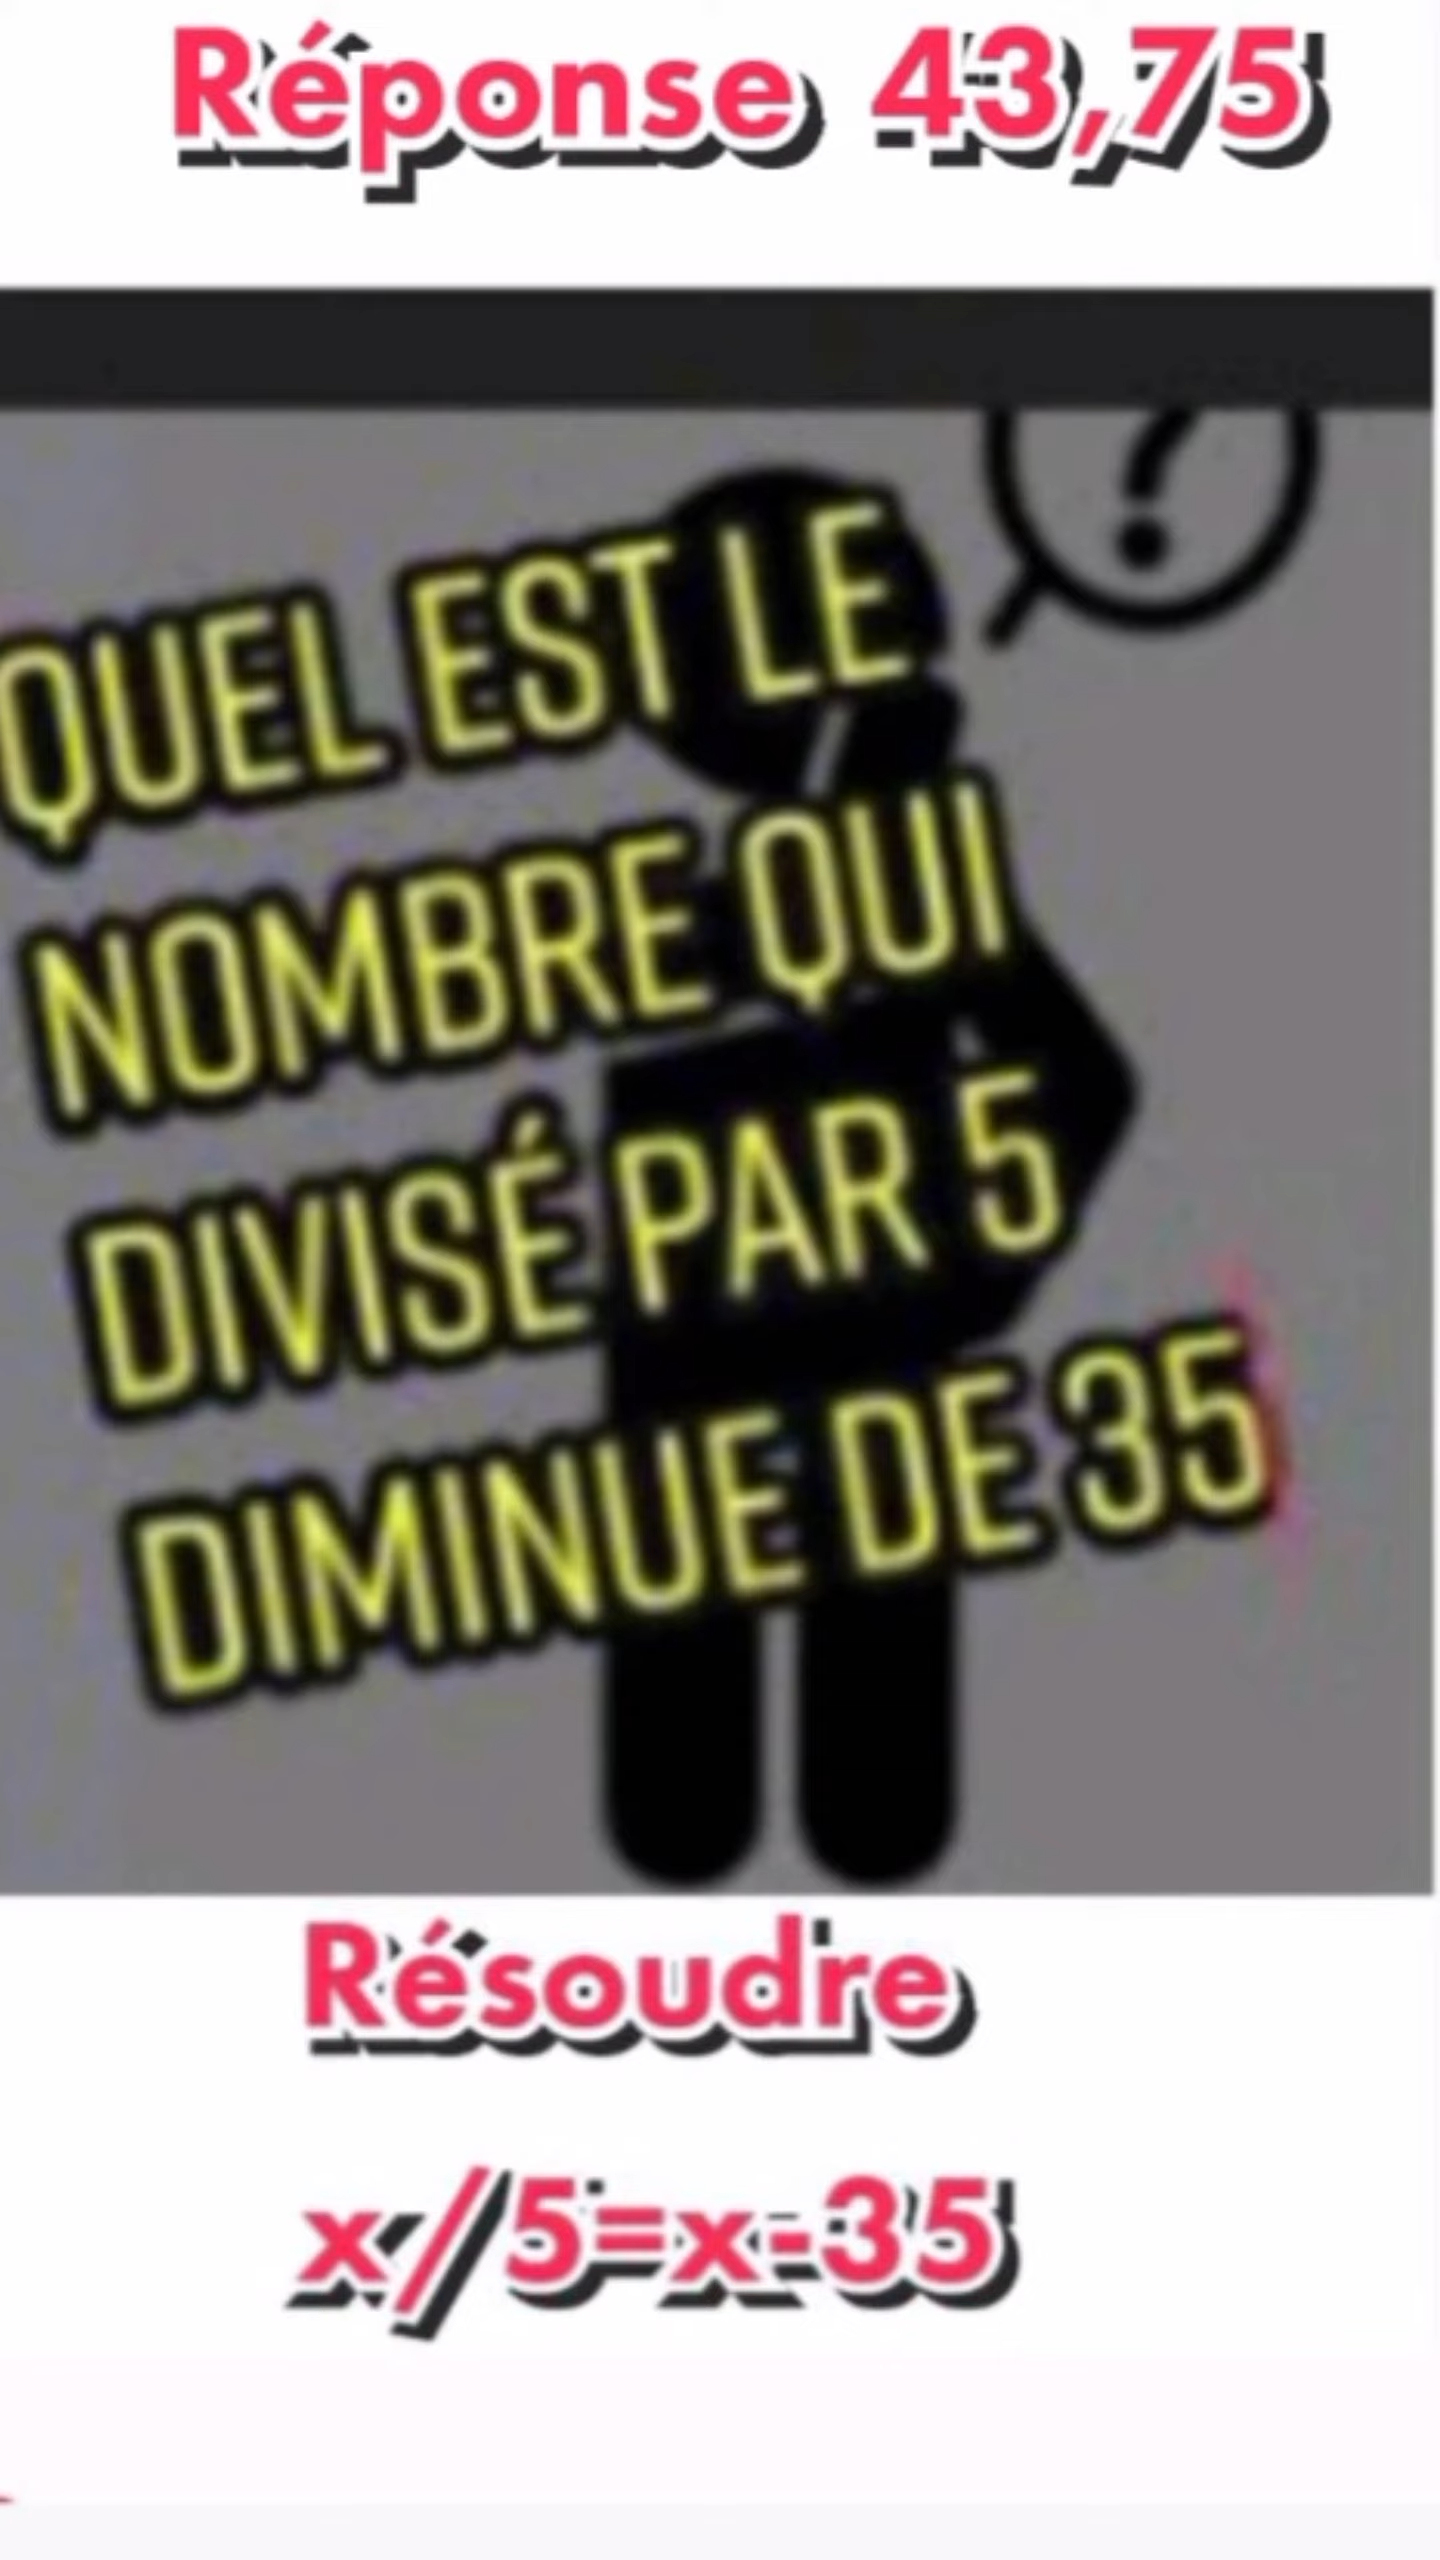 Réponse 43,75
?
QUEL EST LE
NOMBRE QUI
DIVISÉ PAR 5
DIMINUE DE 35
Résoudre
x/5=x-35